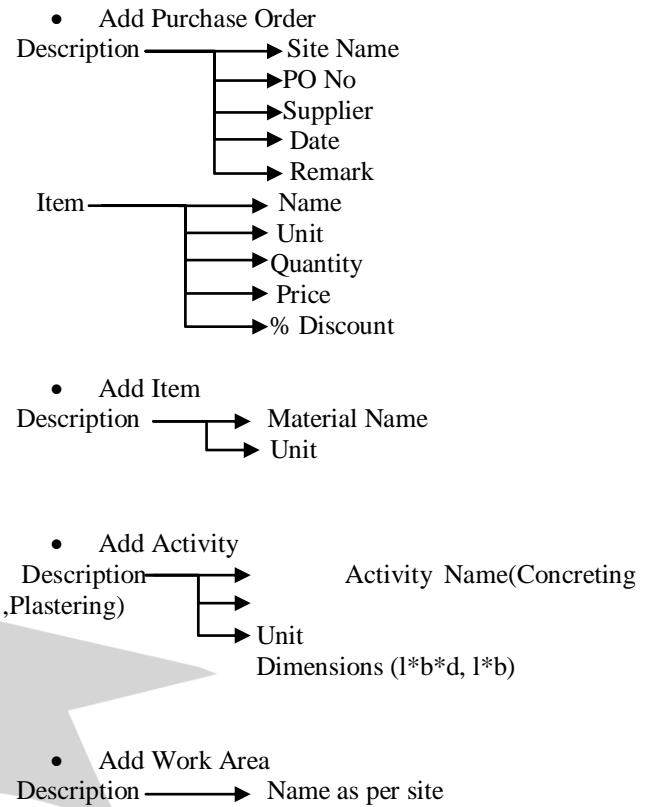 • Add Purchase Order
Description Site Name
PO No
Supplier
Date
Remark
Item Name
Unit
Quantity
Price
% Discount
• Add Item
Description Material Name
Unit
• Add Activity
Description Activity Name(Concreting
,Plastering)
Unit
Dimensions (l*b*d, l*b)
• Add Work Area
Description Name as per site